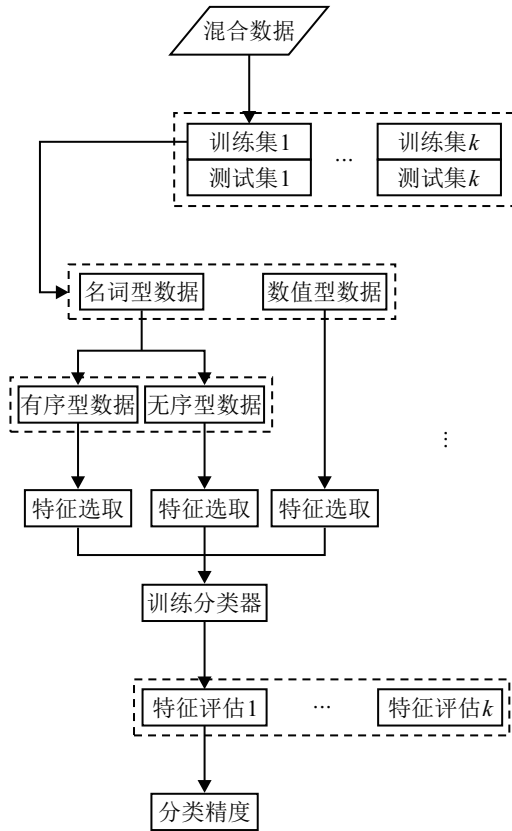 混合数据
训练集1 ... 训练集k
测试集1 测试集k
名词型数据 数值型数据
有序型数据 无序型数据
⋮
特征选取 特征选取 特征选取
训练分类器
特征评估1 ... 特征评估k
分类精度